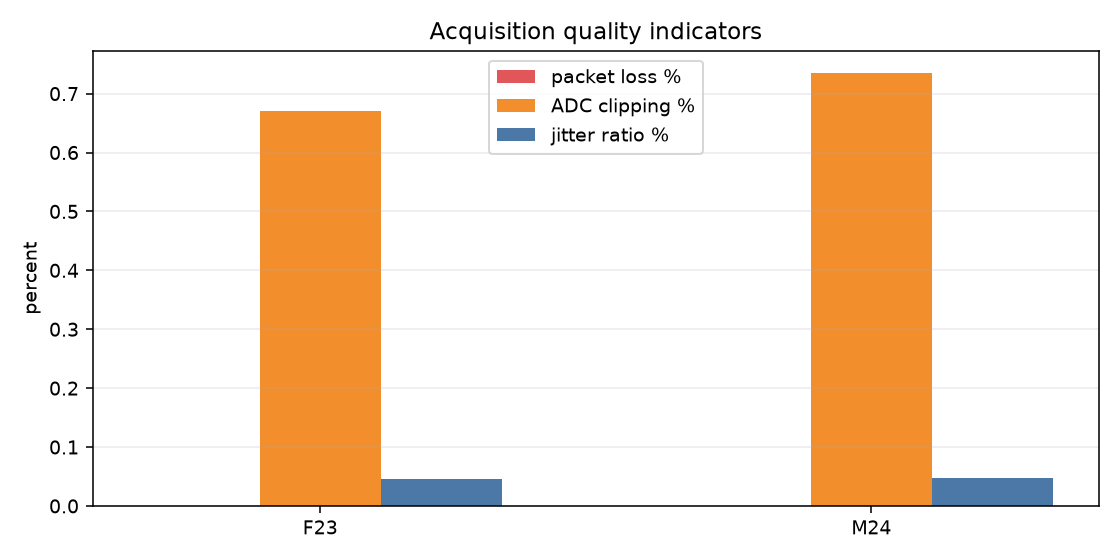 Acquisition quality indicators
packet loss %
ADC clipping %
jitter ratio %
percent
0.7
0.6
0.5
0.4
0.3
0.2
0.1
0.0
F23
M24